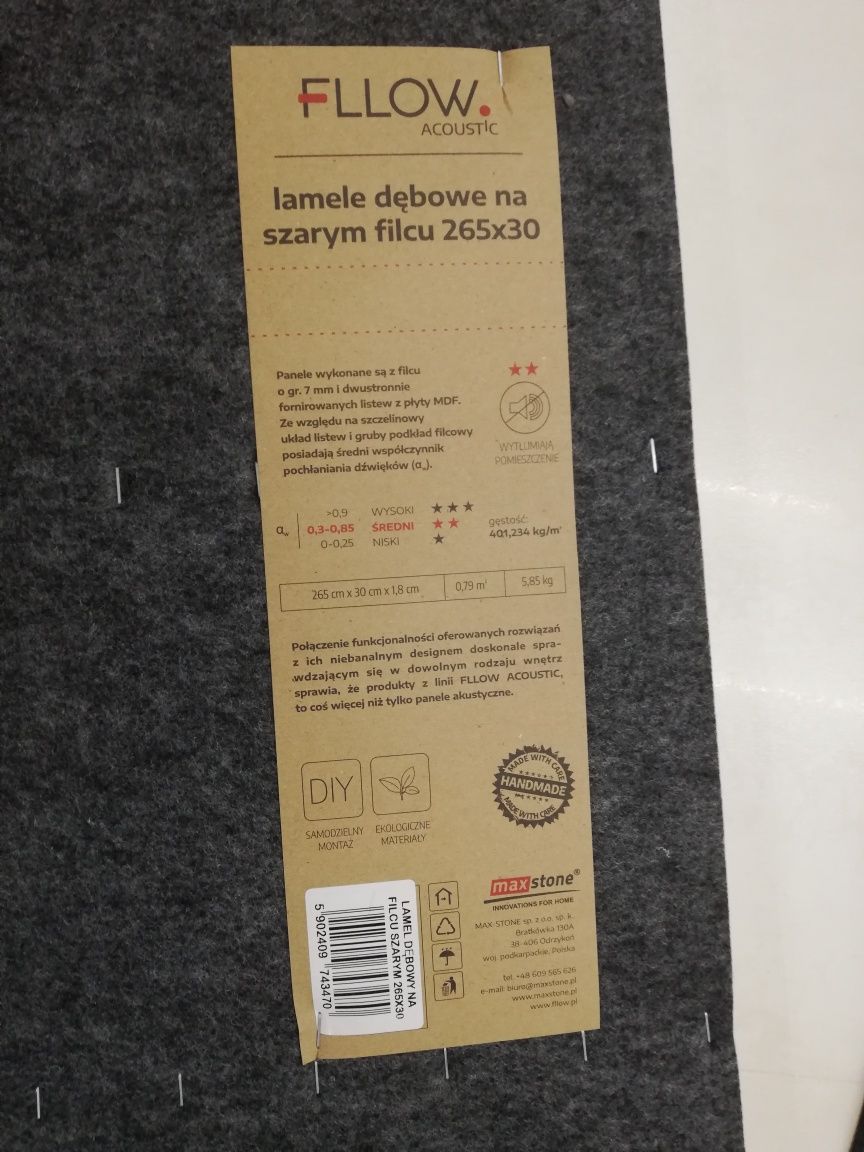 FLLOW.
ACOUSTIC
lamele dębowe na
szarym filcu 265x30
Panele wykonane są z filcu
o gr. 7 mm i dwustronnie
fornirowanych listew z płyty MDF.
Ze względu na szczelinowy
układ listew i gruby podkład filcowy
posiadają średni współczynnik
pochłaniania dźwięków (αw).
WYTŁUMIAJĄ
POMIESZCZENIE
αw
>0,9 WYSOKI ★★★
0,3-0,85 ŚREDNI ★★
0-0,25 NISKI ★
gęstość:
401,234 kg/m³
265 cm x 30 cm x 1,8 cm 0,79 m² 5,85 kg
Połączenie funkcjonalności oferowanych rozwiązań
z ich niebanalnym designem doskonale spra-
wdzającym się w dowolnym rodzaju wnętrz
sprawia, że produkty z linii FLLOW ACOUSTIC,
to coś więcej niż tylko panele akustyczne.
DIY
SAMODZIELNY
MONTAŻ
EKOLOGICZNE
MATERIAŁY
MADE WITH CARE
HANDMADE
MADE WITH CARE
maxstone®
INNOVATIONS FOR HOME
MAX-STONE sp. z o.o. sp. k.
Bratkówka 130A
38-406 Odrzykoń
woj. podkarpackie, Polska
tel. +48 609 565 626
e-mail: biuro@maxstone.pl
www.maxstone.pl
www.fllow.pl
LAMEL DĘBOWY NA
FILCU SZARYM 265X30
5 902409 743470